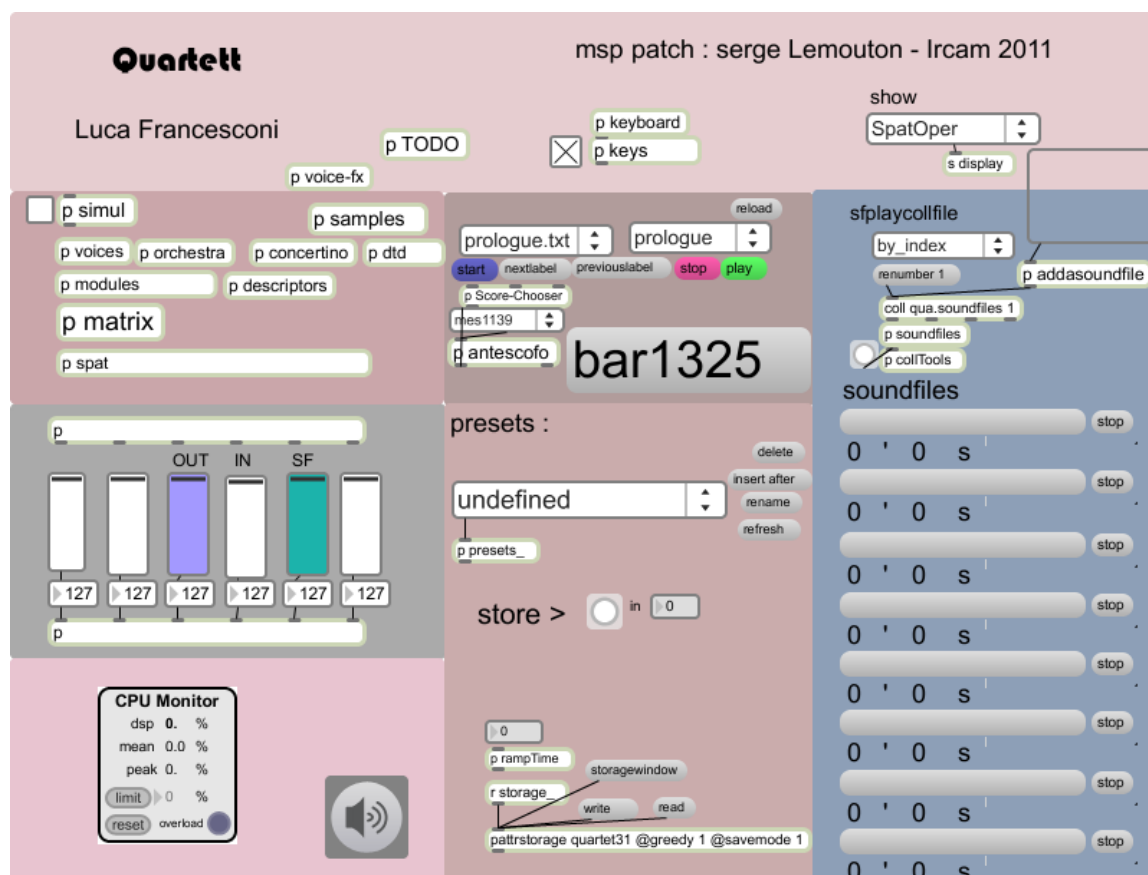 Quartett
msp patch : serge Lemouton - Ircam 2011
Luca Francesconi
p TODO
p voice-fx
p keyboard
p keys
show
SpatOper
s display
p simul
p samples
p voices
p orchestra
p concertino
p dtd
p modules
p descriptors
p matrix
p spat
reload
prologue.txt
prologue
start
nextlabel
previouslabel
stop
play
p Score-Chooser
mes1139
p antescofo
bar1325
sfplaycollfile
by_index
renumber 1
p addasoundfile
coll qua.soundfiles 1
p soundfiles
p collTools
soundfiles
stop
0 ' 0 s
stop
0 ' 0 s
stop
0 ' 0 s
stop
0 ' 0 s
stop
0 ' 0 s
stop
0 ' 0 s
stop
0 ' 0 s
stop
0 ' 0 s
p
OUT
IN
SF
127
127
127
127
127
127
p
presets :
delete
undefined
insert after
rename
refresh
p presets_
store >
in
0
CPU Monitor
dsp 0. %
mean 0.0 %
peak 0. %
limit 0 %
reset overload
0
p rampTime
storagewindow
r storage_
write
read
pattrstorage quartet31 @greedy 1 @savemode 1